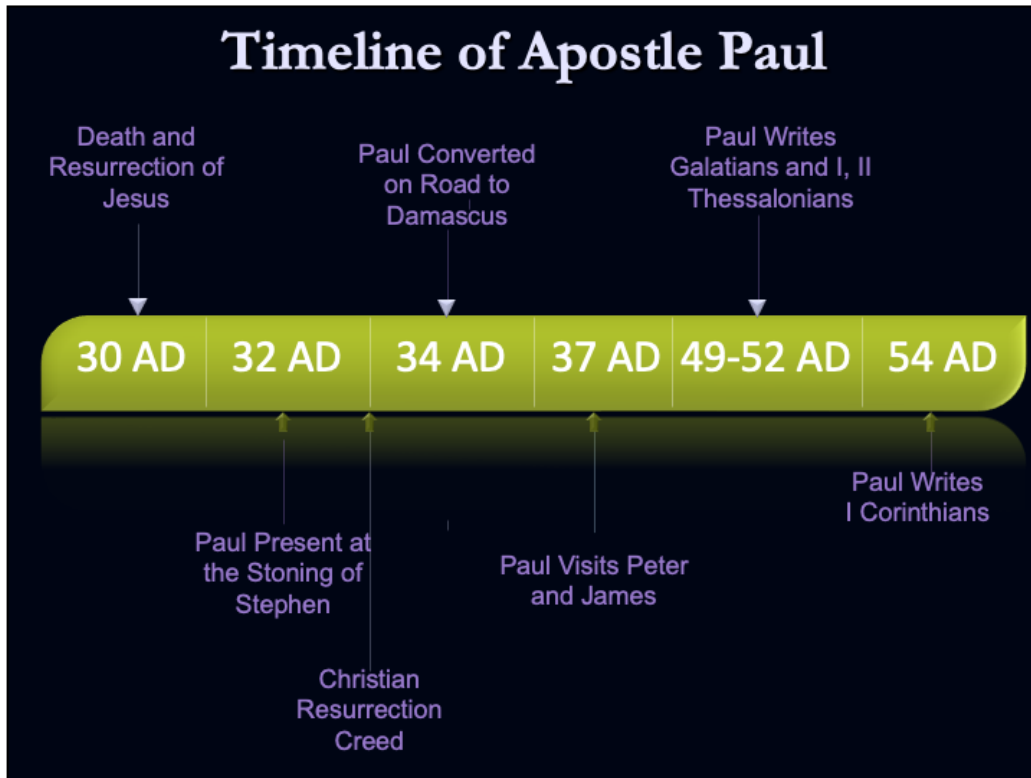 Timeline of Apostle Paul
Death and
Resurrection of
Jesus
Paul Converted
on Road to
Damascus
Paul Writes
Galatians and I, II
Thessalonians
30 AD
32 AD
34 AD
37 AD
49-52 AD
54 AD
Paul Present at
the Stoning of
Stephen
Christian
Resurrection
Creed
Paul Visits Peter
and James
Paul Writes
I Corinthians